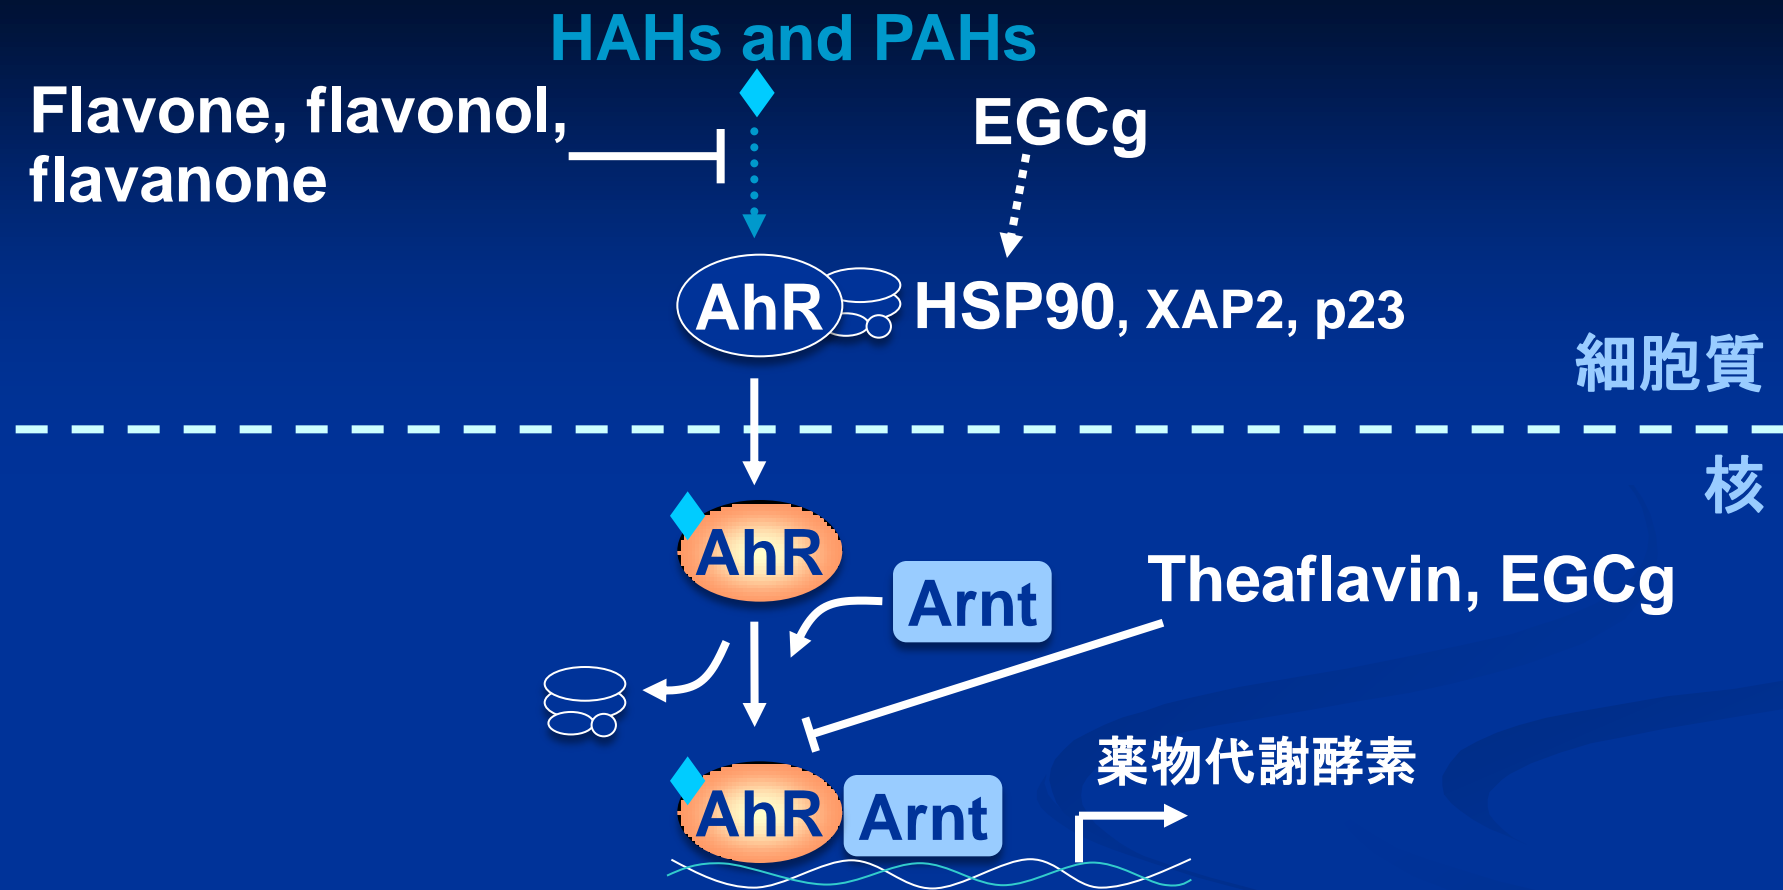 HAHs and PAHs
Flavone, flavonol,
flavanone
EGCg
AhR
HSP90, XAP2, p23
細胞質
核
AhR
Arnt
Theaflavin, EGCg
薬物代謝酵素
AhR
Arnt